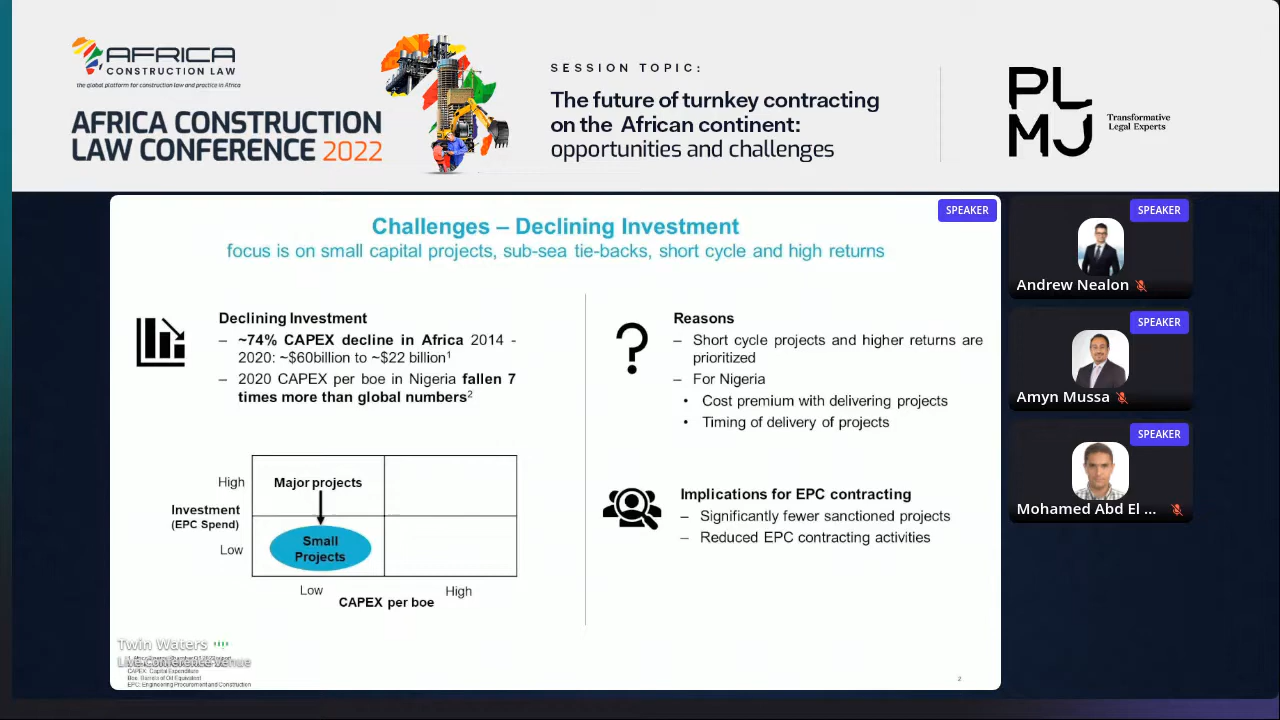 AFRICA
CONSTRUCTION LAW
the global platform for construction law and practice in Africa
AFRICA CONSTRUCTION
LAW CONFERENCE 2022
SESSION TOPIC:
The future of turnkey contracting
on the African continent:
opportunities and challenges
PL
MJ
Transformative
Legal Experts
SPEAKER
Challenges – Declining Investment
focus is on small capital projects, sub-sea tie-backs, short cycle and high returns
Declining Investment
– ~74% CAPEX decline in Africa 2014 -
2020: ~$60billion to ~$22 billion1
– 2020 CAPEX per boe in Nigeria fallen 7
times more than global numbers2
High
Major projects
Investment
(EPC Spend)
Small
Projects
Low
Low
High
CAPEX per boe
Reasons
– Short cycle projects and higher returns are
prioritized
– For Nigeria
• Cost premium with delivering projects
• Timing of delivery of projects
Implications for EPC contracting
– Significantly fewer sanctioned projects
– Reduced EPC contracting activities
Twin Waters
Live Conference Venue
CAPEX: Capital Expenditure
Boe: Barrels of Oil Equivalent
EPC: Engineering Procurement and Construction
2
SPEAKER
Andrew Nealon
SPEAKER
Amyn Mussa
SPEAKER
Mohamed Abd El ...